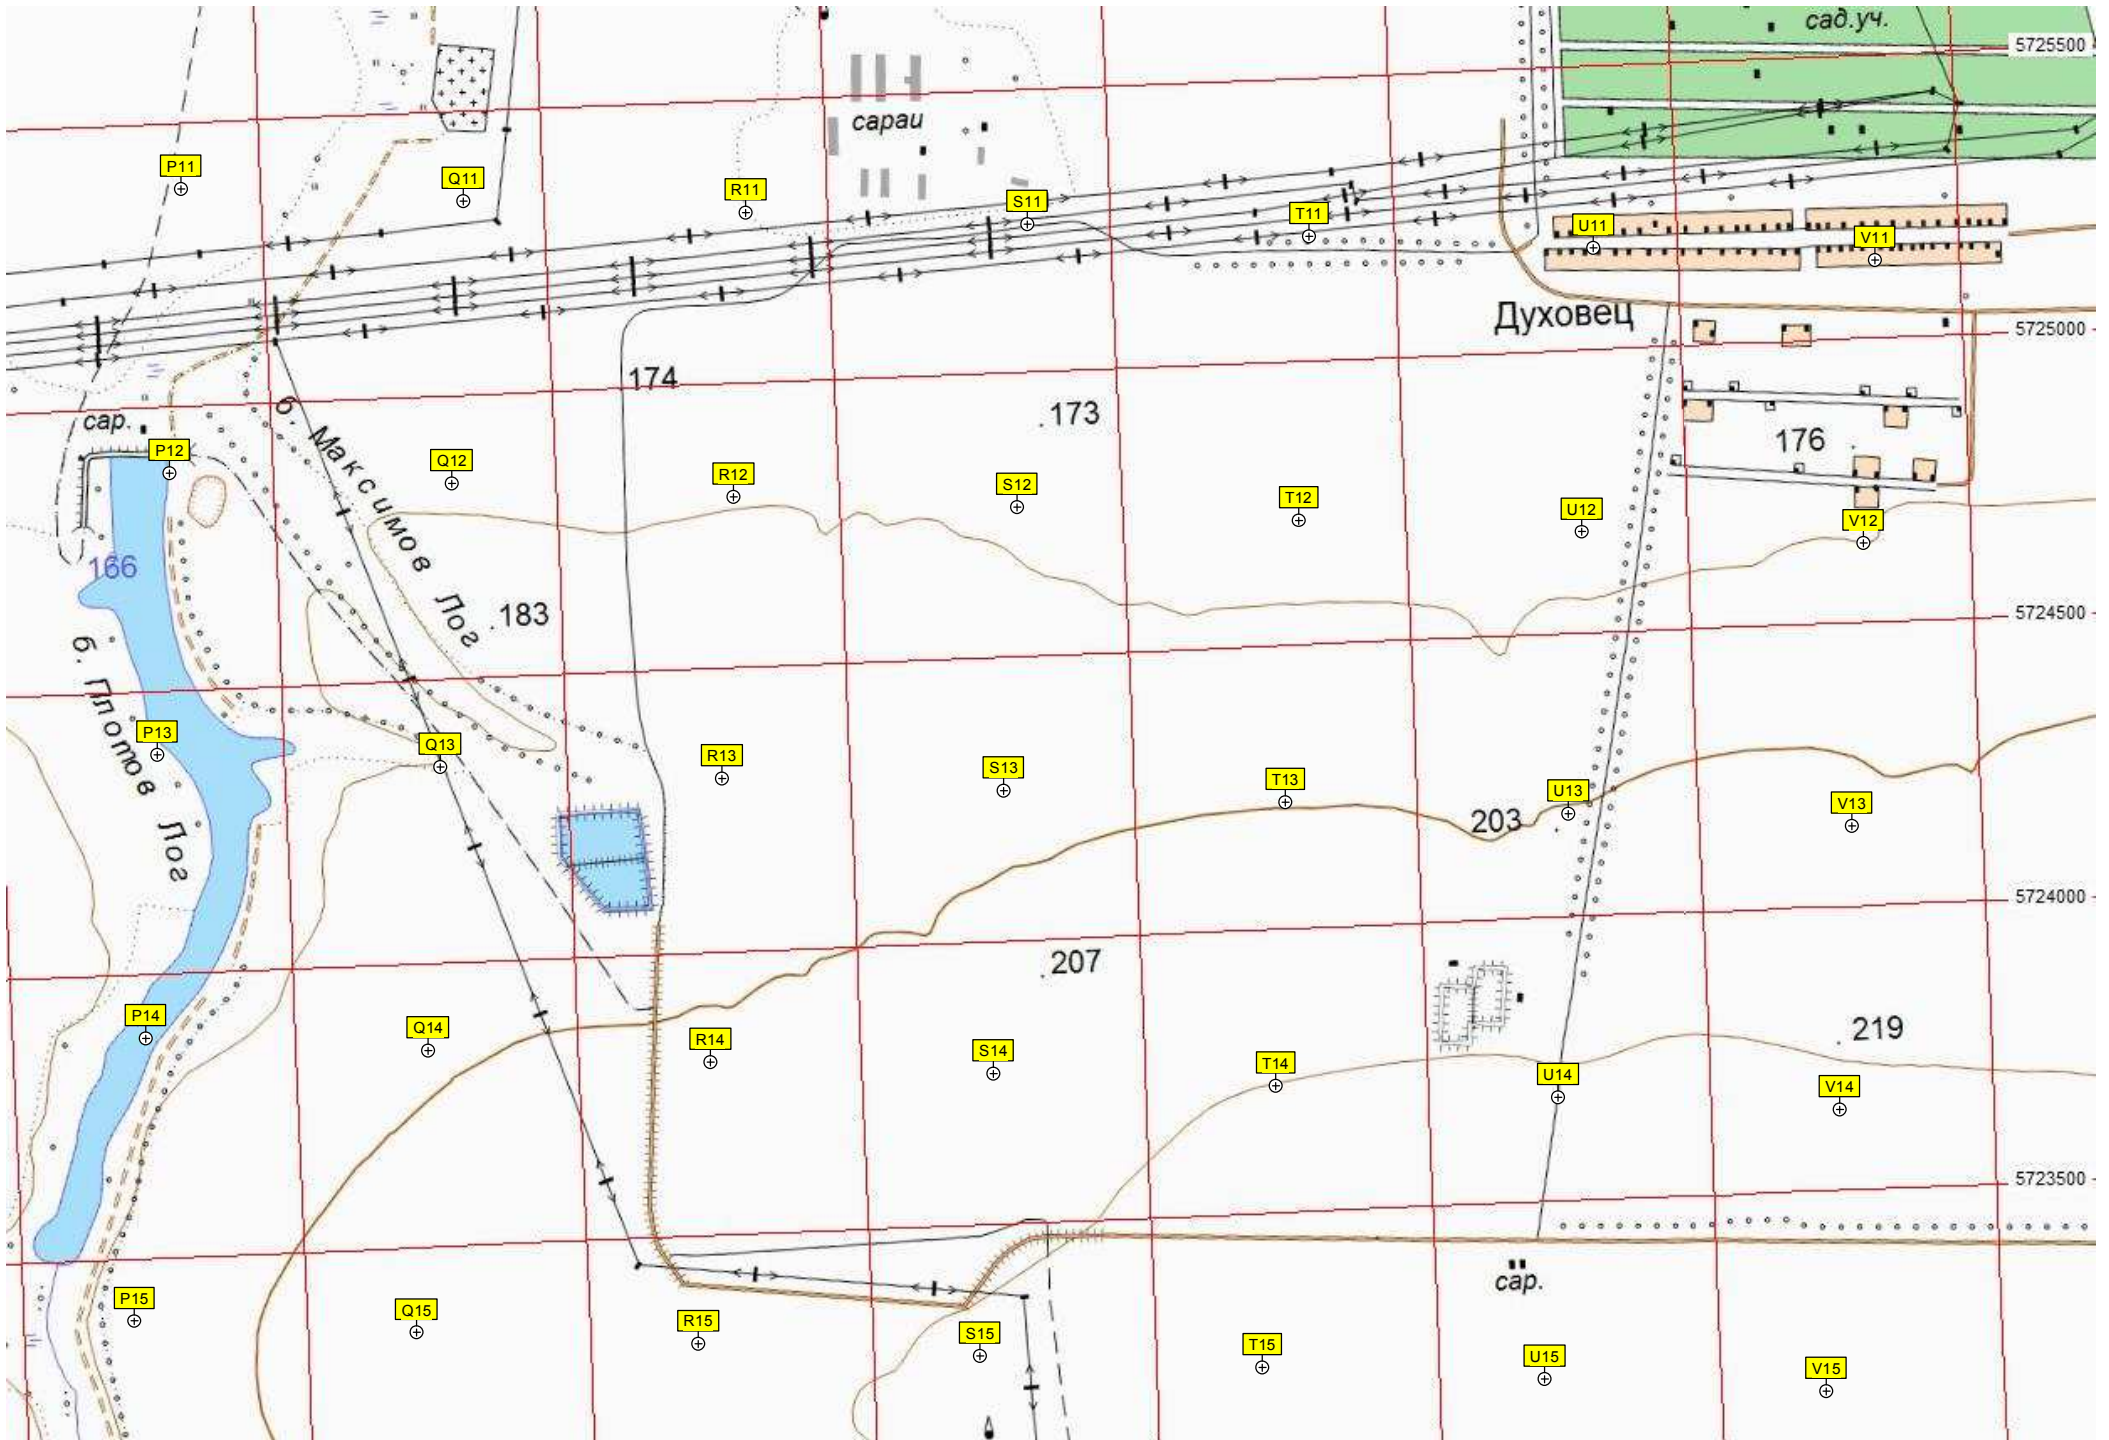 сад.уч.
5725500
сараи
P11
Q11
R11
S11
T11
U11
V11
Духовец
5725000
174
173
сар.
176
б. Максимов Лог
P12
Q12
R12
S12
T12
U12
V12
166
183
5724500
б. Плотов Лог
P13
Q13
R13
S13
T13
U13
V13
203
5724000
207
P14
Q14
R14
S14
T14
U14
V14
219
5723500
сар.
P15
Q15
R15
S15
T15
U15
V15